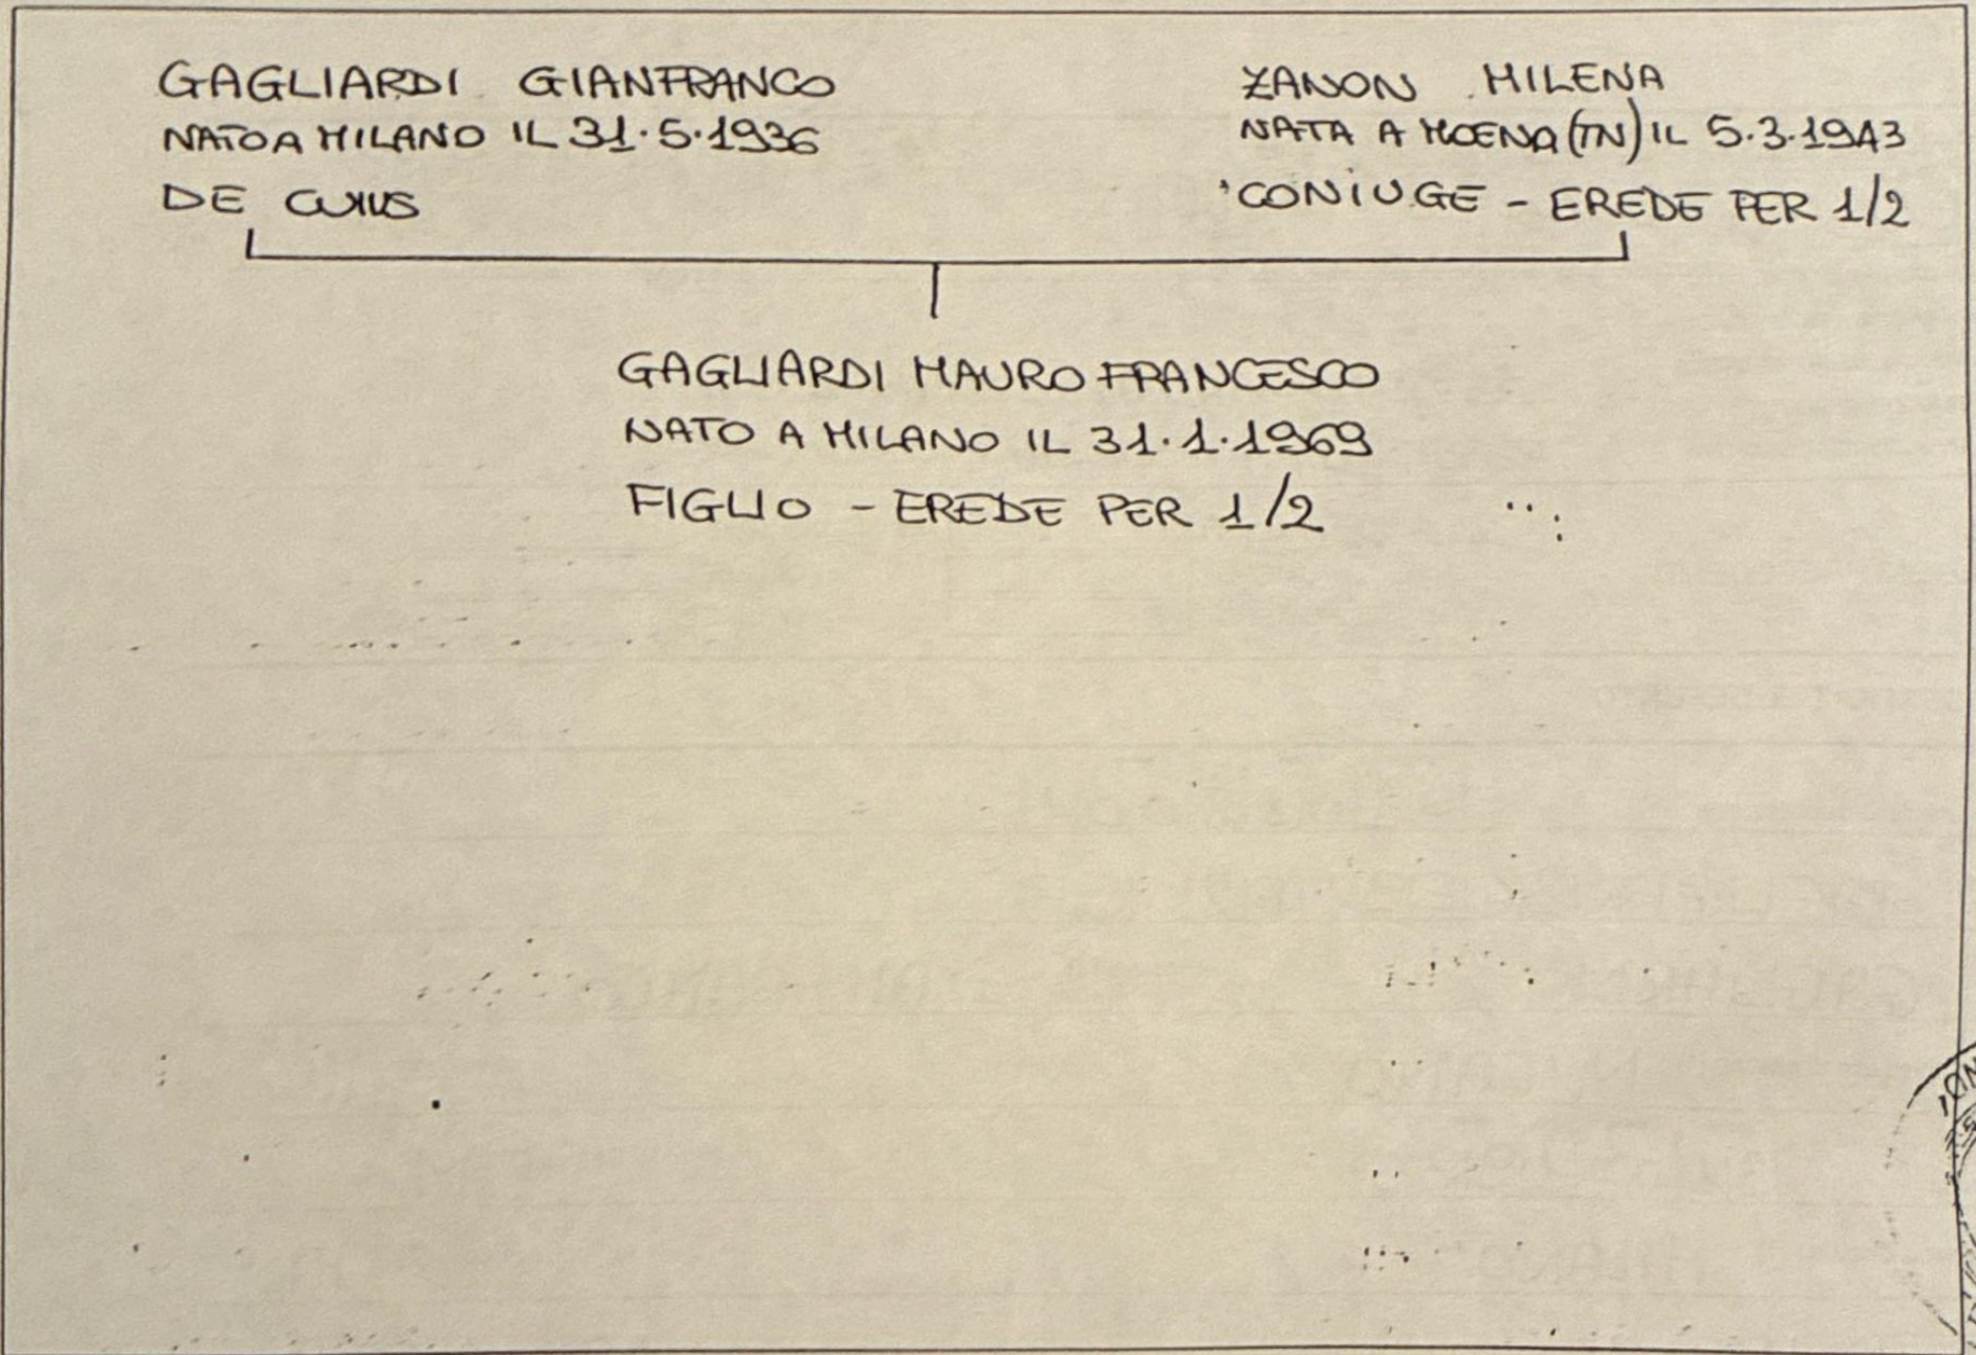 GAGLIARDI GIANFRANCO
NATO A MILANO IL 31.5.1936
DE CUIUS
ZANON MILENA
NATA A MOENA (TN) IL 5.3.1943
CONIUGE - EREDE PER 1/2
GAGLIARDI MAURO FRANCESCO
NATO A MILANO IL 31.1.1969
FIGLIO - EREDE PER 1/2